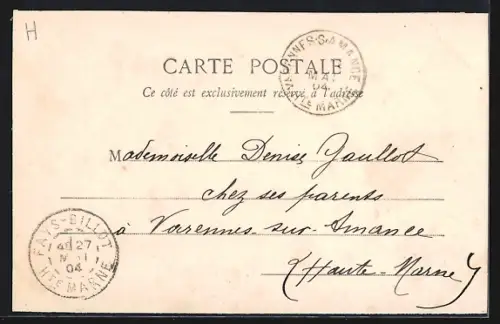 H
VARENNES-S-AMANCE
MAI
04
HTE MARNE
CARTE POSTALE
Ce côté est exclusivement réservé à l'adresse
Mademoiselle Denise Gaullot
chez ses parents
à Varennes-sur-Amance
(Haute-Marne)
FAYS-BILLOT
27
MAI
04
HTE MARNE